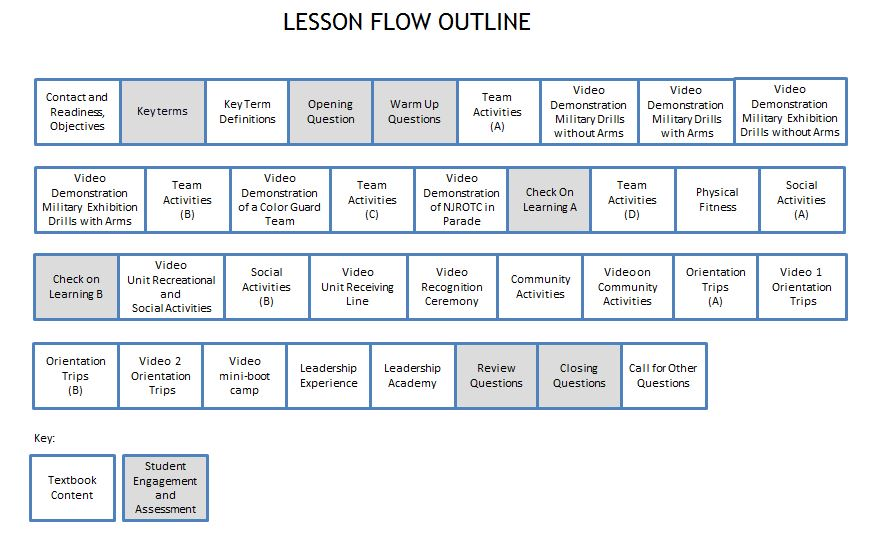 LESSON FLOW OUTLINE
Contact and
Readiness,
Objectives
Key terms
Key Term
Definitions
Opening
Question
Warm Up
Questions
Team
Activities
(A)
Video
Demonstration
Military Drills
without Arms
Video
Demonstration
Military Drills
with Arms
Video
Demonstration
Military Exhibition
Drills without Arms
Video
Demonstration
Military Exhibition
Drills with Arms
Team
Activities
(B)
Video
Demonstration
of a Color Guard
Team
Team
Activities
(C)
Video
Demonstration
of NJROTC in
Parade
Check On
Learning A
Team
Activities
(D)
Physical
Fitness
Social
Activities
(A)
Check on
Learning B
Video
Unit Recreational
and
Social Activities
Social
Activities
(B)
Video
Unit Receiving
Line
Video
Recognition
Ceremony
Community
Activities
Video on
Community
Activities
Orientation
Trips
(A)
Video 1
Orientation
Trips
Orientation
Trips
(B)
Video 2
Orientation
Trips
Video
mini-boot
camp
Leadership
Experience
Leadership
Academy
Review
Questions
Closing
Questions
Call for Other
Questions
Key:
Textbook
Content
Student
Engagement
and
Assessment